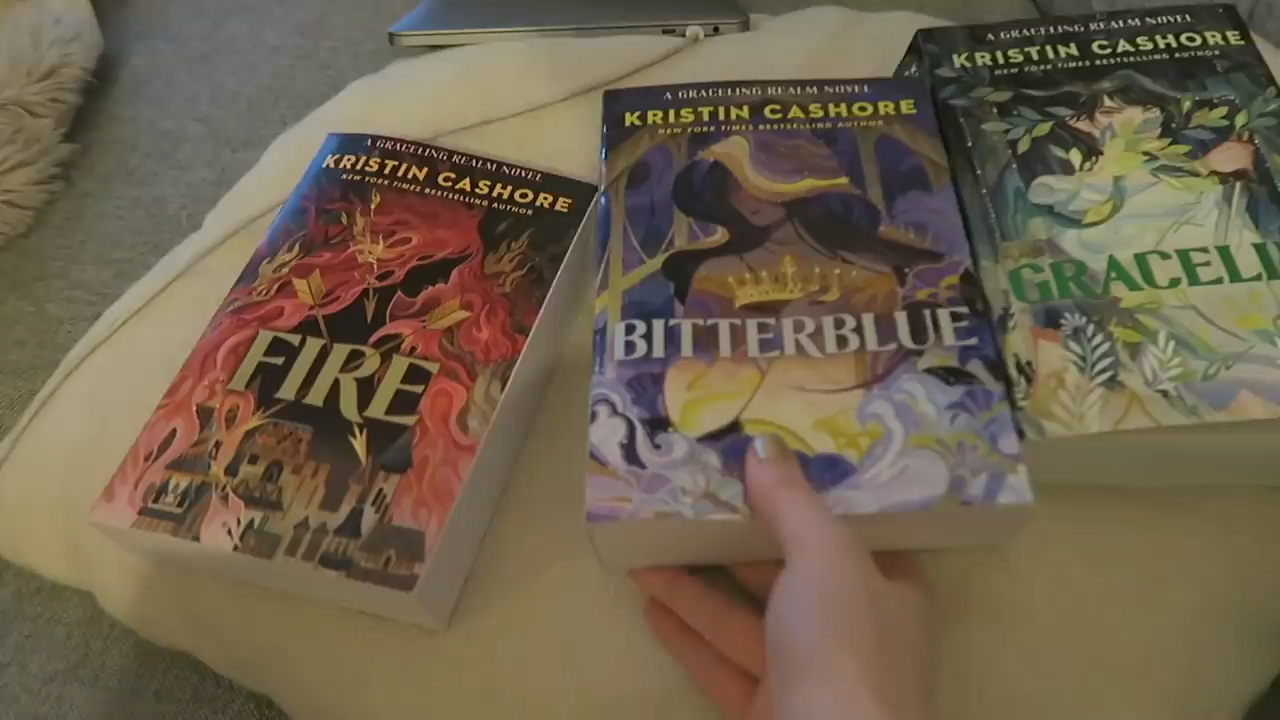 A GRACELING REALM NOVEL
KRISTIN CASHORE
NEW YORK TIMES BESTSELLING AUTHOR
FIRE
A GRACELING REALM NOVEL
KRISTIN CASHORE
NEW YORK TIMES BESTSELLING AUTHOR
BITTERBLUE
A GRACELING REALM NOVEL
KRISTIN CASHORE
NEW YORK TIMES BESTSELLING AUTHOR
GRACELI